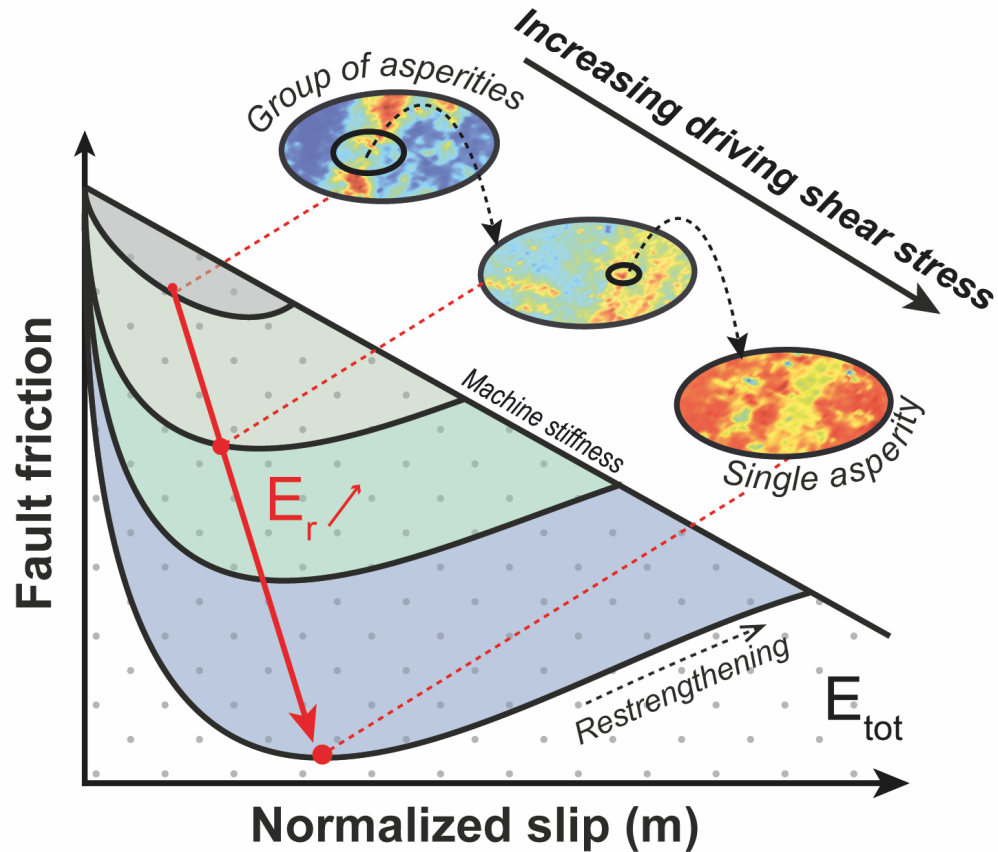 Group of asperities
Increasing driving shear stress
Machine stiffness
Single asperity
Fault friction
Er
Restrengthening
Etot
Normalized slip (m)